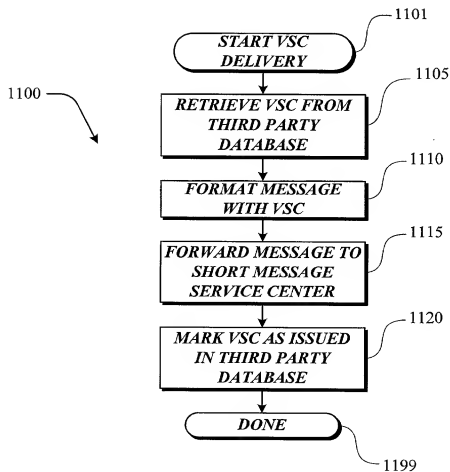 1101
START VSC
DELIVERY
1100
1105
RETRIEVE VSC FROM
THIRD PARTY
DATABASE
1110
FORMAT MESSAGE
WITH VSC
1115
FORWARD MESSAGE TO
SHORT MESSAGE
SERVICE CENTER
1120
MARK VSC AS ISSUED
IN THIRD PARTY
DATABASE
DONE
1199